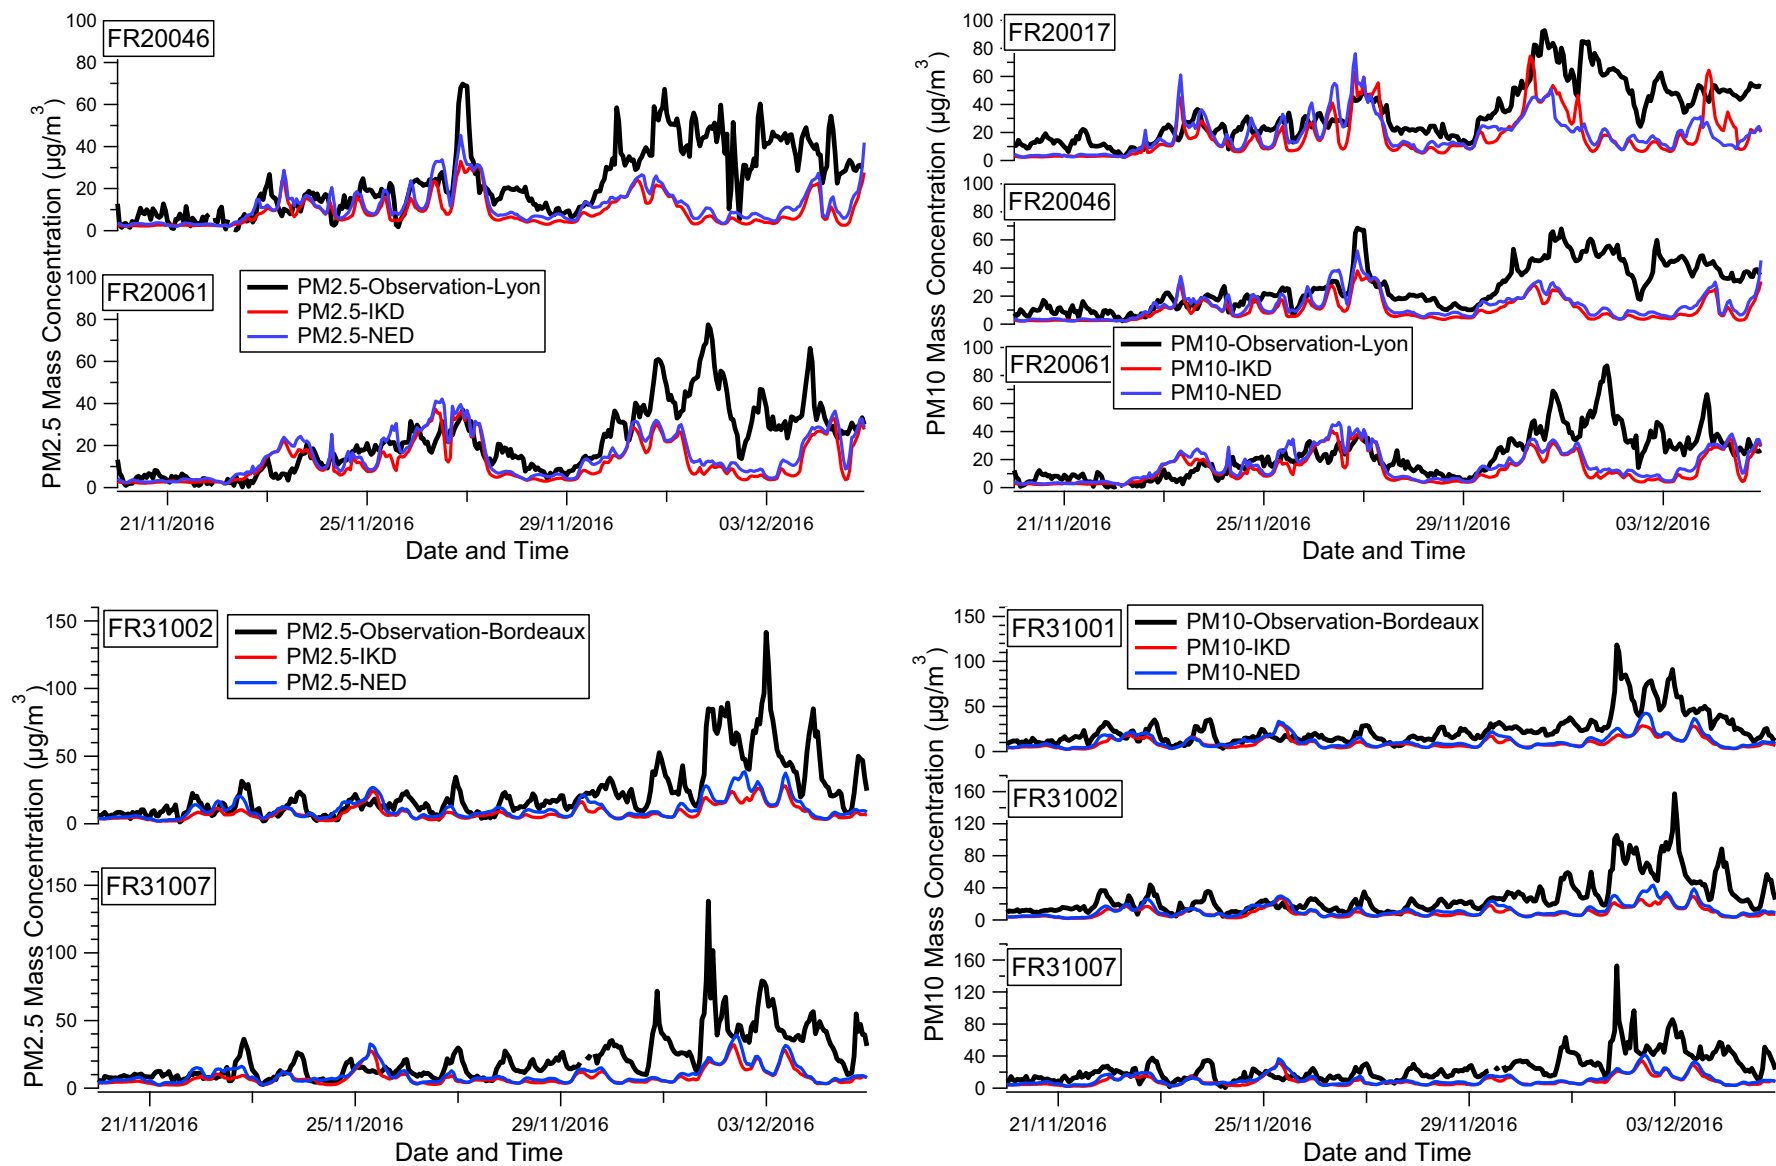 100
FR20046
80
60
40
20
0
100
FR20061
80
60
40
20
0
PM2.5-Observation-Lyon
PM2.5-IKD
PM2.5-NED
PM2.5 Mass Concentration (µg/m³)
21/11/2016 25/11/2016 29/11/2016 03/12/2016
Date and Time
100
FR20017
80
60
40
20
0
100
FR20046
80
60
40
20
0
100
FR20061
80
60
40
20
0
PM10-Observation-Lyon
PM10-IKD
PM10-NED
PM10 Mass Concentration (µg/m³)
21/11/2016 25/11/2016 29/11/2016 03/12/2016
Date and Time
FR31002
150
100
50
0
PM2.5-Observation-Bordeaux
PM2.5-IKD
PM2.5-NED
FR31007
150
100
50
0
PM2.5 Mass Concentration (µg/m³)
21/11/2016 25/11/2016 29/11/2016 03/12/2016
Date and Time
FR31001
150
100
50
0
PM10-Observation-Bordeaux
PM10-IKD
PM10-NED
FR31002
160
120
80
40
0
FR31007
160
120
80
40
0
PM10 Mass Concentration (µg/m³)
21/11/2016 25/11/2016 29/11/2016 03/12/2016
Date and Time